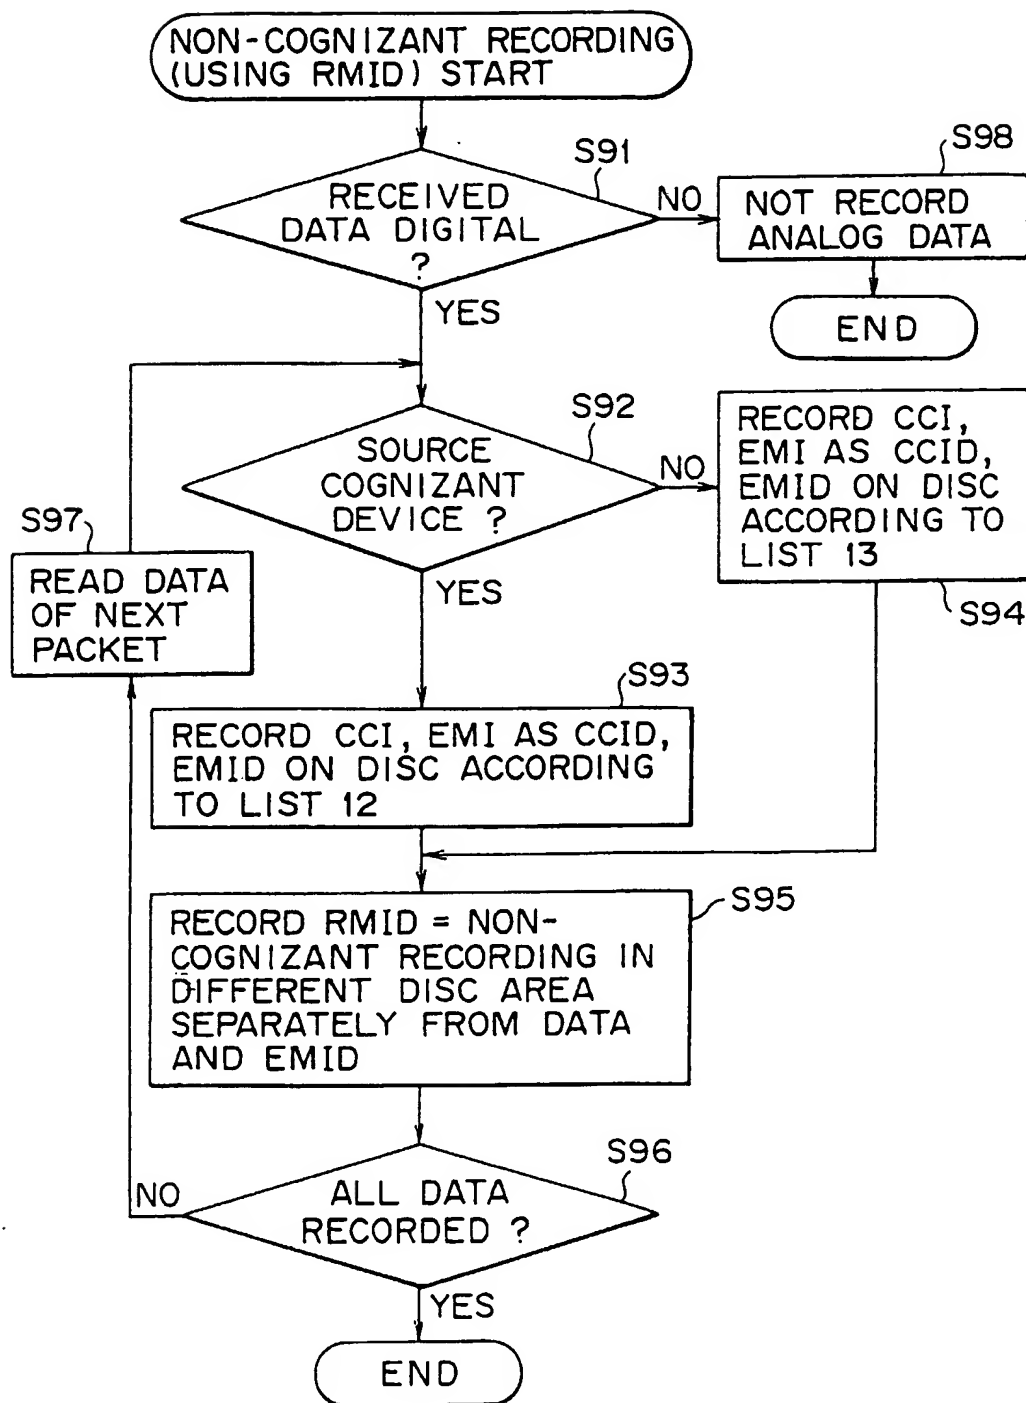 NON-COGNIZANT RECORDING
(USING RMID) START
S91
RECEIVED
DATA DIGITAL
?
NO
YES
S98
NOT RECORD
ANALOG DATA
END
S92
SOURCE
COGNIZANT
DEVICE ?
NO
YES
RECORD CCI,
EMI AS CCID,
EMID ON DISC
ACCORDING TO
LIST 13
S94
S97
READ DATA
OF NEXT
PACKET
S93
RECORD CCI, EMI AS CCID,
EMID ON DISC ACCORDING
TO LIST 12
S95
RECORD RMID = NON-
COGNIZANT RECORDING IN
DIFFERENT DISC AREA
SEPARATELY FROM DATA
AND EMID
S96
ALL DATA
RECORDED ?
NO
YES
END